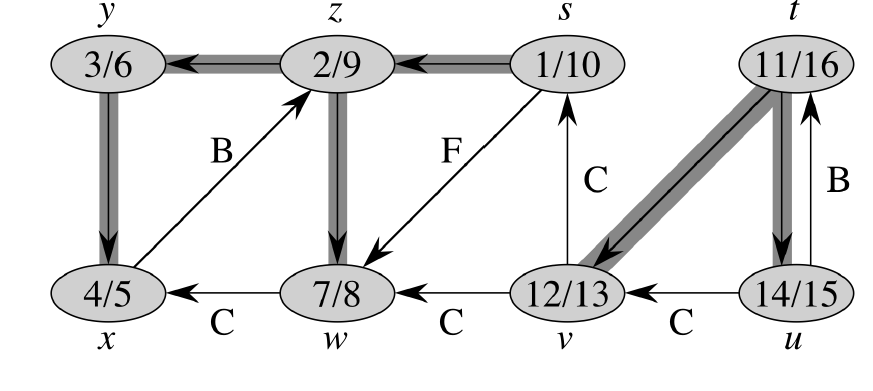 y z s t
3/6 2/9 1/10 11/16
B F C B
4/5 7/8 12/13 14/15
C C C
x w v u